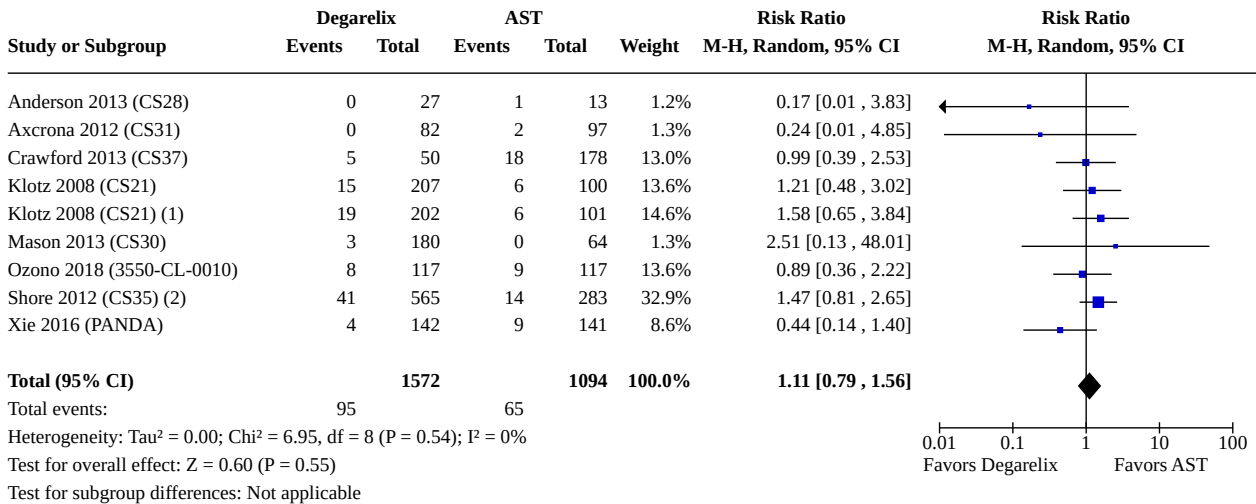 Degarelix AST Risk Ratio Risk Ratio
Study or Subgroup Events Total Events Total Weight M-H, Random, 95% CI M-H, Random, 95% CI
Anderson 2013 (CS28) 0 27 1 13 1.2% 0.17 [0.01 , 3.83]
Axcrona 2012 (CS31) 0 82 2 97 1.3% 0.24 [0.01 , 4.85]
Crawford 2013 (CS37) 5 50 18 178 13.0% 0.99 [0.39 , 2.53]
Klotz 2008 (CS21) 15 207 6 100 13.6% 1.21 [0.48 , 3.02]
Klotz 2008 (CS21) (1) 19 202 6 101 14.6% 1.58 [0.65 , 3.84]
Mason 2013 (CS30) 3 180 0 64 1.3% 2.51 [0.13 , 48.01]
Ozono 2018 (3550-CL-0010) 8 117 9 117 13.6% 0.89 [0.36 , 2.22]
Shore 2012 (CS35) (2) 41 565 14 283 32.9% 1.47 [0.81 , 2.65]
Xie 2016 (PANDA) 4 142 9 141 8.6% 0.44 [0.14 , 1.40]
Total (95% CI) 1572 1094 100.0% 1.11 [0.79 , 1.56]
Total events: 95 65
Heterogeneity: Tau² = 0.00; Chi² = 6.95, df = 8 (P = 0.54); I² = 0%
Test for overall effect: Z = 0.60 (P = 0.55)
Test for subgroup differences: Not applicable
0.01 0.1 1 10 100
Favors Degarelix Favors AST